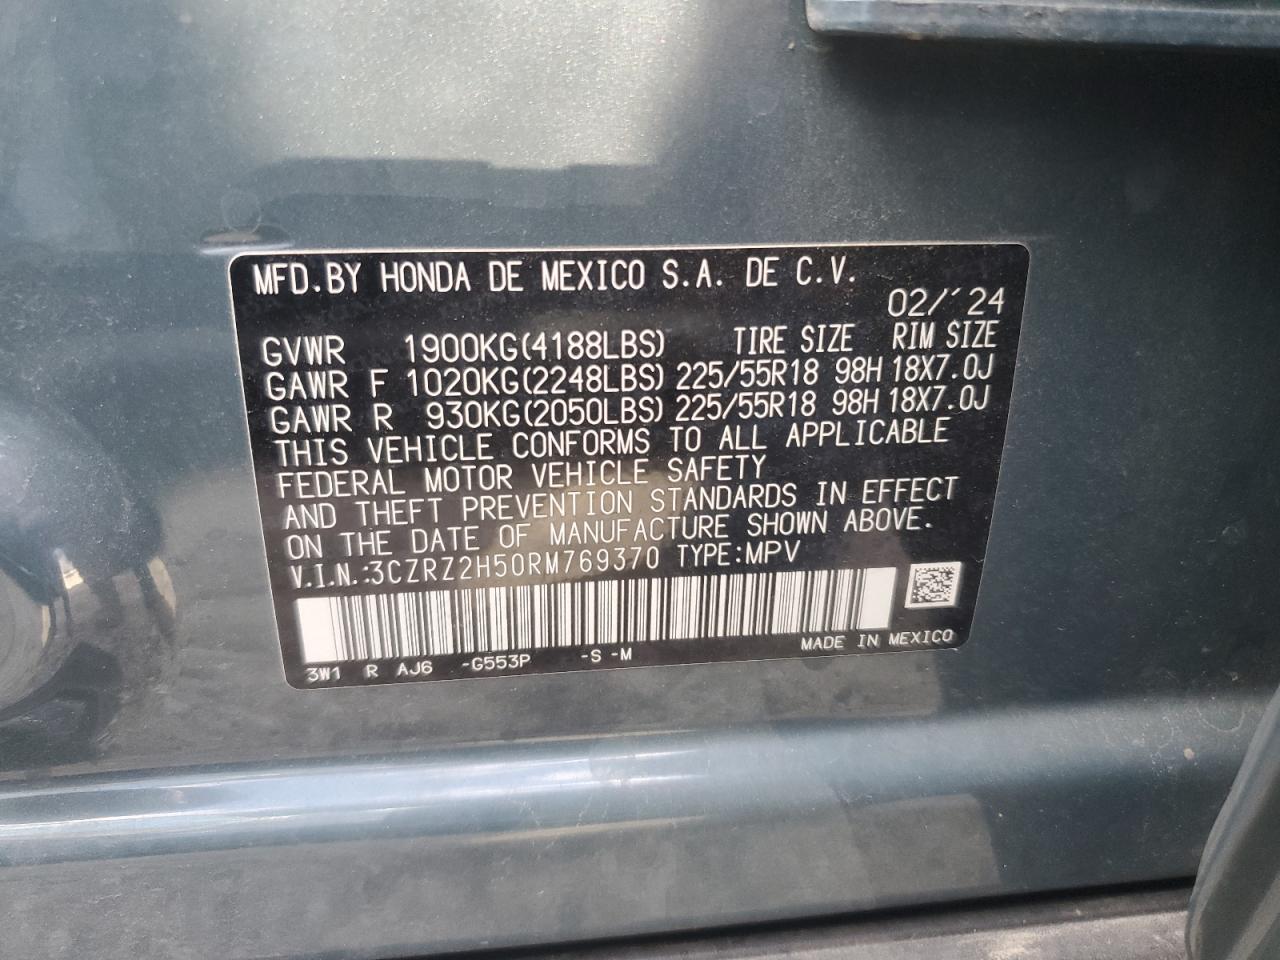 MFD.BY HONDA DE MEXICO S.A. DE C.V.
02/´24
GVWR 1900KG(4188LBS) TIRE SIZE RIM SIZE
GAWR F 1020KG(2248LBS) 225/55R18 98H 18X7.0J
GAWR R 930KG(2050LBS) 225/55R18 98H 18X7.0J
THIS VEHICLE CONFORMS TO ALL APPLICABLE
FEDERAL MOTOR VEHICLE SAFETY
AND THEFT PREVENTION STANDARDS IN EFFECT
ON THE DATE OF MANUFACTURE SHOWN ABOVE.
V.I.N.:3CZRZ2H50RM769370 TYPE:MPV
MADE IN MEXICO
3W1 R AJ6 -G553P -S -M